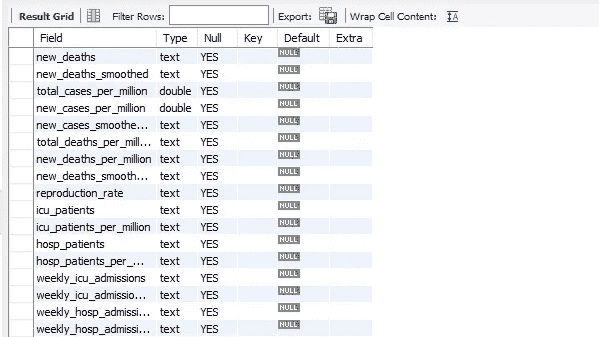 Result Grid Filter Rows: Export: Wrap Cell Content: IA
Field Type Null Key Default Extra
new_deaths text YES NULL
new_deaths_smoothed text YES NULL
total_cases_per_million double YES NULL
new_cases_per_million double YES NULL
new_cases_smoothe... text YES NULL
total_deaths_per_mill... text YES NULL
new_deaths_per_million text YES NULL
new_deaths_smooth... text YES NULL
reproduction_rate text YES NULL
icu_patients text YES NULL
icu_patients_per_million text YES NULL
hosp_patients text YES NULL
hosp_patients_per_... text YES NULL
weekly_icu_admissions text YES NULL
weekly_icu_admissio... text YES NULL
weekly_hosp_admissi... text YES NULL
weekly_hosp_admessi... text YES NULL